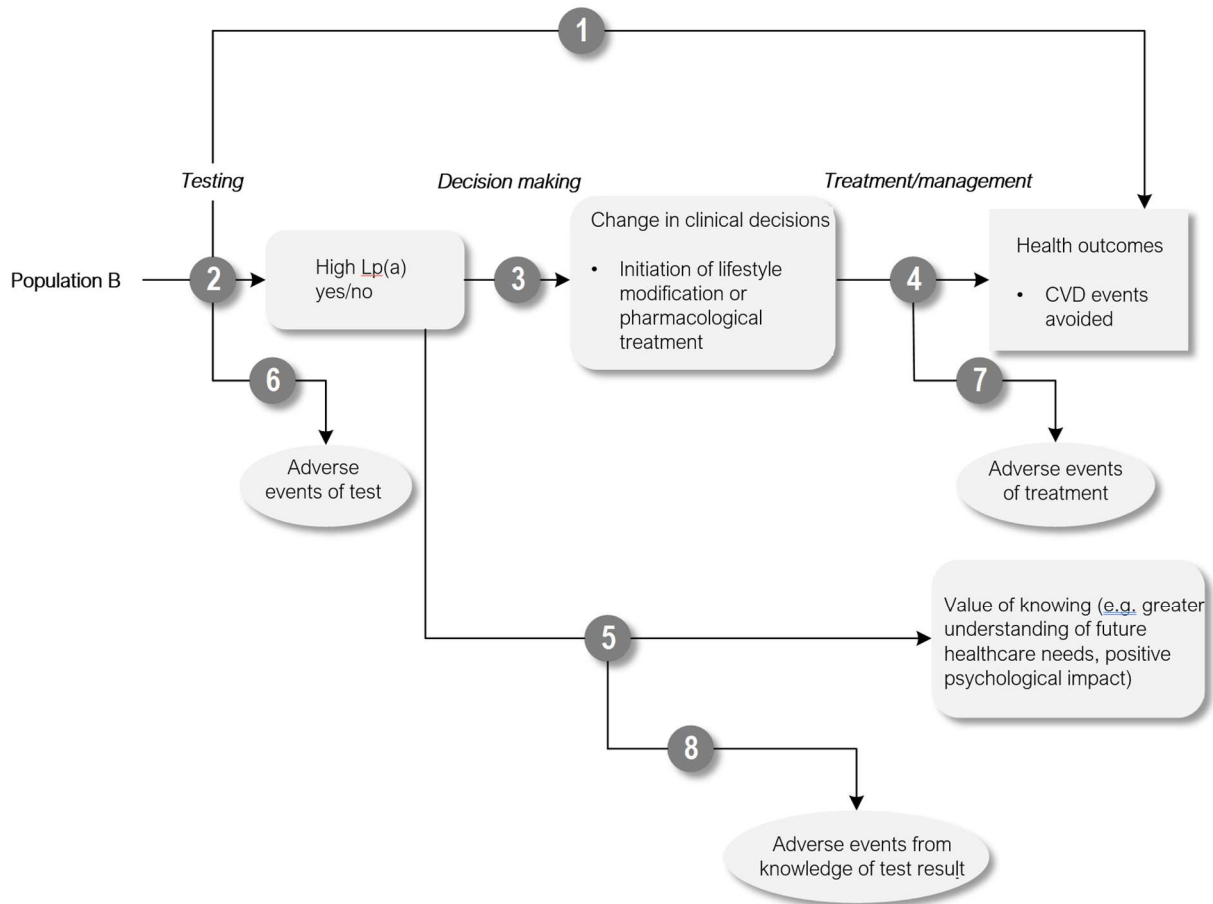 1
Testing
Decision making
Treatment/management
Population B
2
High Lp(a)
yes/no
3
Change in clinical decisions
• Initiation of lifestyle
modification or
pharmacological
treatment
4
Health outcomes
• CVD events
avoided
6
Adverse
events of test
7
Adverse events
of treatment
5
Value of knowing (e.g. greater
understanding of future
healthcare needs, positive
psychological impact)
8
Adverse events from
knowledge of test result